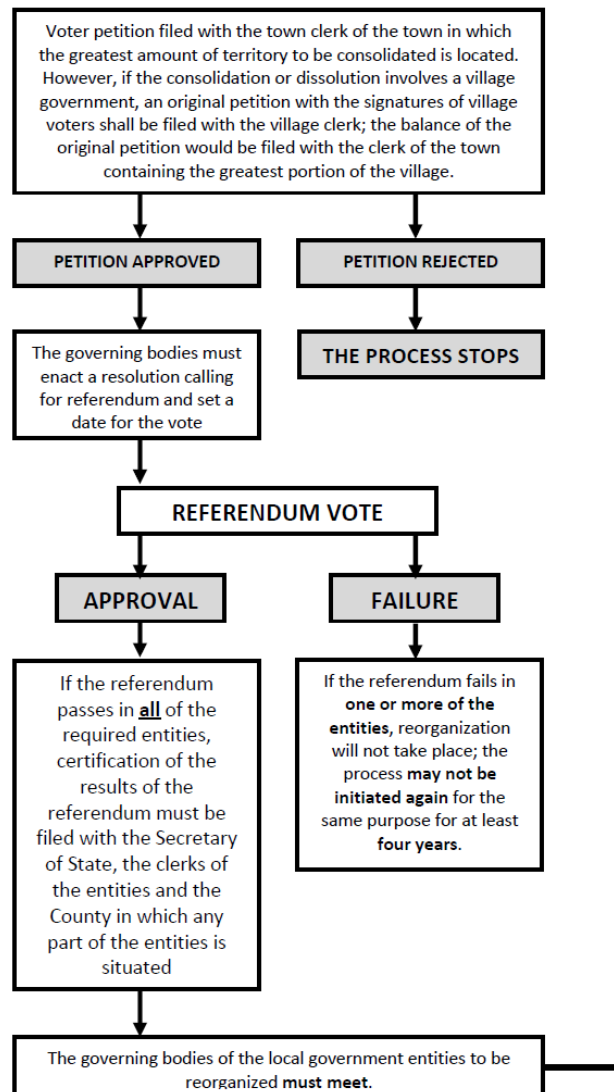 Voter petition filed with the town clerk of the town in which
the greatest amount of territory to be consolidated is located.
However, if the consolidation or dissolution involves a village
government, an original petition with the signatures of village
voters shall be filed with the village clerk; the balance of the
original petition would be filed with the clerk of the town
containing the greatest portion of the village.
PETITION APPROVED
PETITION REJECTED
The governing bodies must
enact a resolution calling
for referendum and set a
date for the vote
THE PROCESS STOPS
REFERENDUM VOTE
APPROVAL
FAILURE
If the referendum
passes in all of the
required entities,
certification of the
results of the
referendum must be
filed with the Secretary
of State, the clerks of
the entities and the
County in which any
part of the entities is
situated
If the referendum fails in
one or more of the
entities, reorganization
will not take place; the
process may not be
initiated again for the
same purpose for at least
four years.
The governing bodies of the local government entities to be
reorganized must meet.